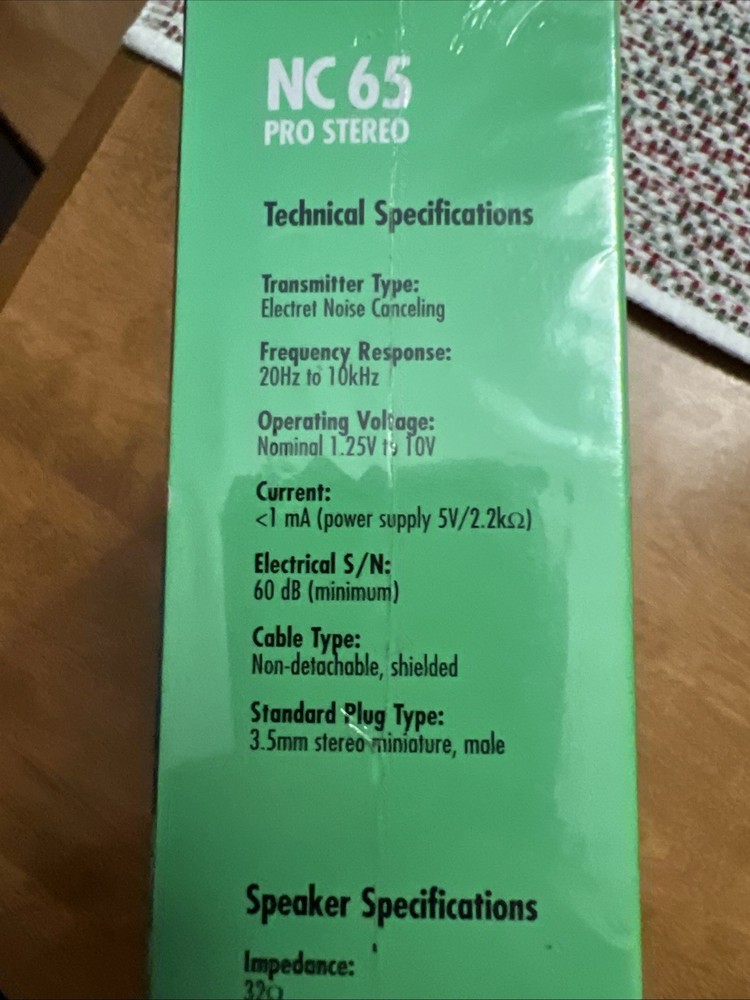 NC 65
PRO STEREO
Technical Specifications
Transmitter Type:
Electret Noise Canceling
Frequency Response:
20Hz to 10kHz
Operating Voltage:
Nominal 1.25V to 10V
Current:
<1 mA (power supply 5V/2.2kΩ)
Electrical S/N:
60 dB (minimum)
Cable Type:
Non-detachable, shielded
Standard Plug Type:
3.5mm stereo miniature, male
Speaker Specifications
Impedance:
32Ω